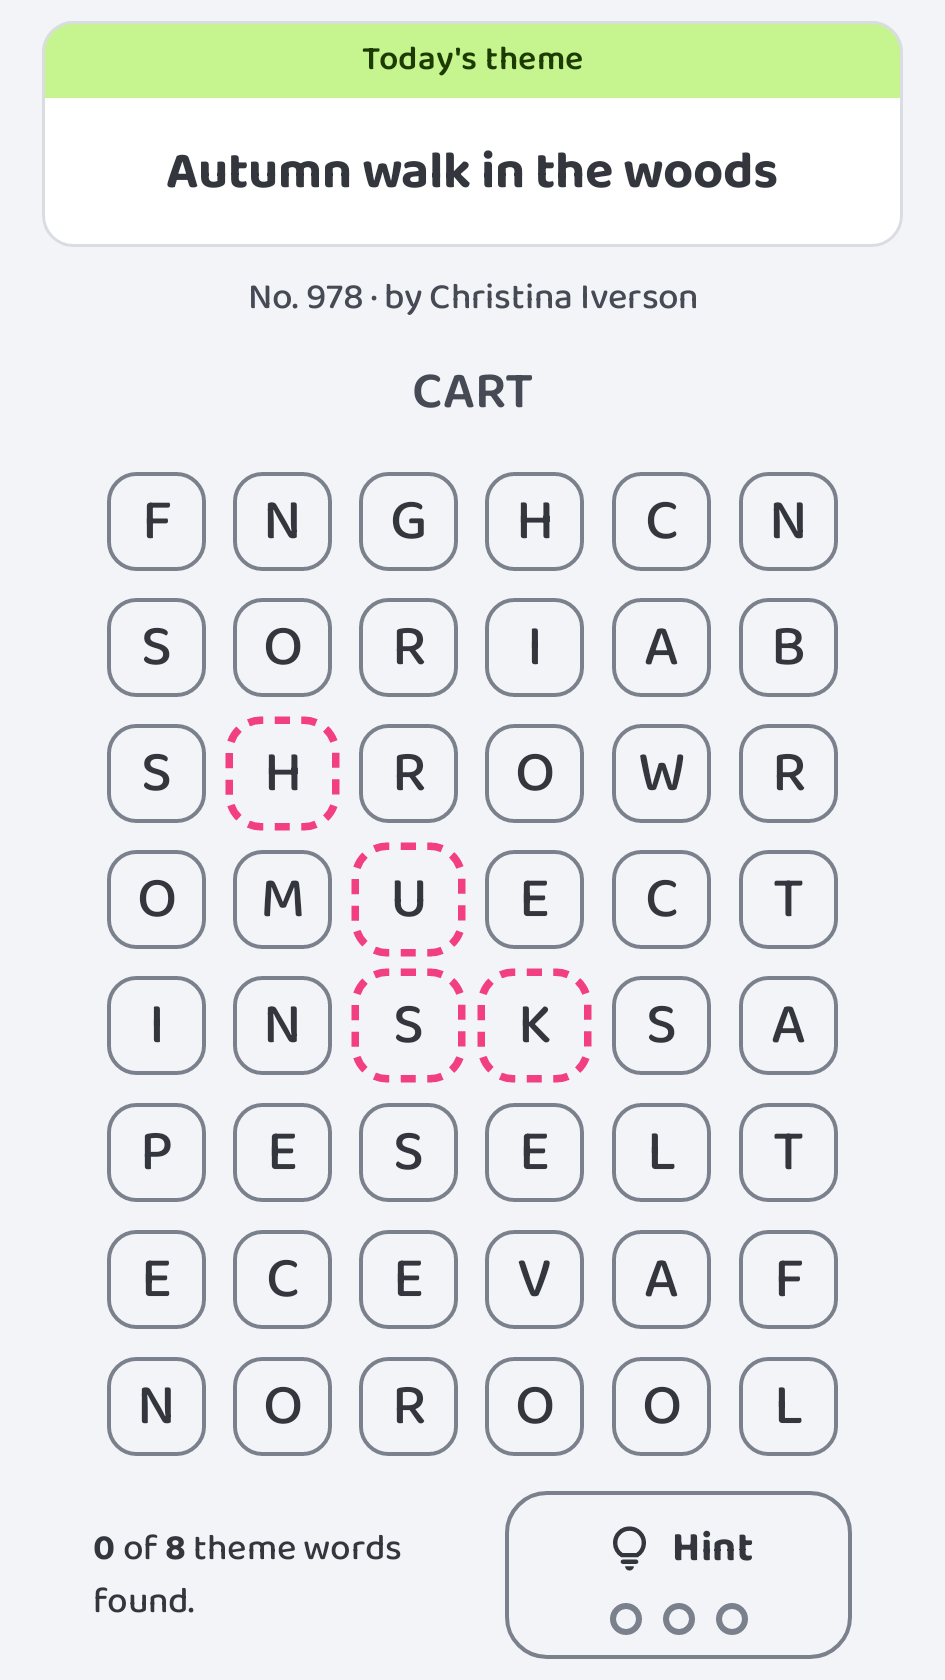 Today's theme
Autumn walk in the woods
No. 978 · by Christina Iverson
CART
F N G H C N
S O R I A B
S H R O W R
O M U E C T
I N S K S A
P E S E L T
E C E V A F
N O R O O L
0 of 8 theme words
found.
Hint